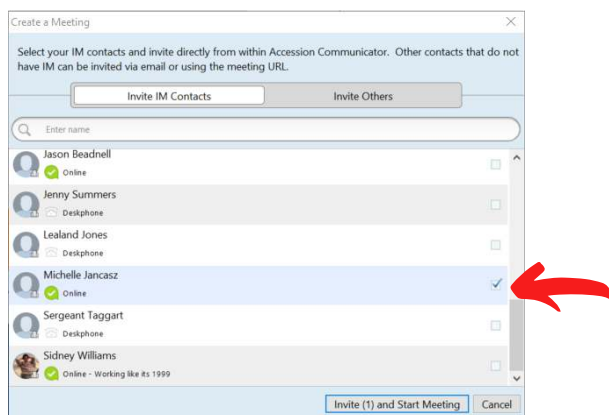 Create a Meeting
Select your IM contacts and invite directly from within Accession Communicator. Other contacts that do not
have IM can be invited via email or using the meeting URL.
Invite IM Contacts Invite Others
Enter name
Jason Beadnell
Online
Jenny Summers
Deskphone
Lealand Jones
Deskphone
Michelle Jancasz
Online
Sergeant Taggart
Deskphone
Sidney Williams
Online - Working like its 1999
Invite (1) and Start Meeting Cancel